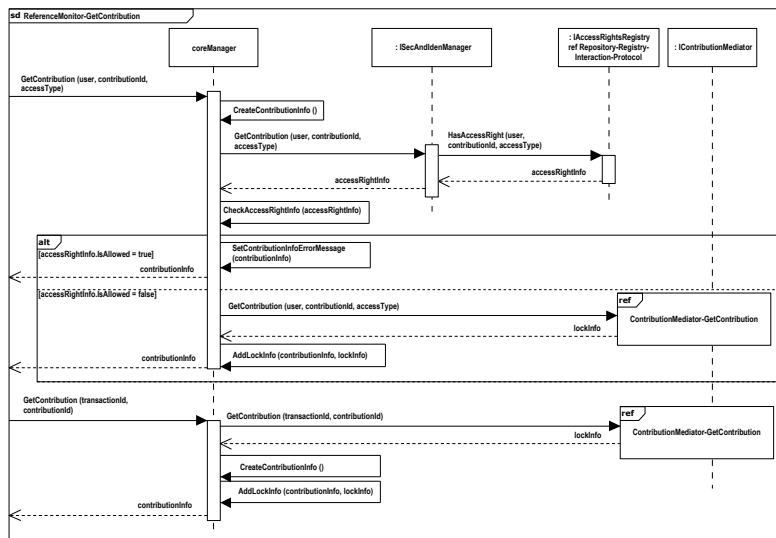 sd ReferenceMonitor-GetContribution
coreManager
: ISecAndIdenManager
: IAccessRightsRegistry
ref Repository-Registry-
Interaction-Protocol
: IContributionMediator
GetContribution (user, contributionId,
accessType)
CreateContributionInfo ()
GetContribution (user, contributionId,
accessType)
HasAccessRight (user,
contributionId, accessType)
accessRightInfo
accessRightInfo
CheckAccessRightInfo (accessRightInfo)
alt
[accessRightInfo.IsAllowed = true]
SetContributionInfoErrorMessage
(contributionInfo)
contributionInfo
[accessRightInfo.IsAllowed = false]
GetContribution (user, contributionId, accessType)
ref
ContributionMediator-GetContribution
lockInfo
AddLockInfo (contributionInfo, lockInfo)
contributionInfo
GetContribution (transactionId,
contributionId)
GetContribution (transactionId, contributionId)
ref
ContributionMediator-GetContribution
lockInfo
CreateContributionInfo ()
AddLockInfo (contributionInfo, lockInfo)
contributionInfo